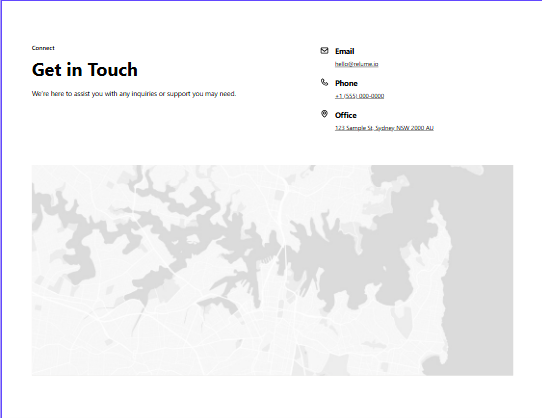 Connect
Get in Touch
We're here to assist you with any inquiries or support you may need.
Email
hello@relume.io
Phone
+1 (555) 000-0000
Office
123 Sample St, Sydney NSW 2000 AU